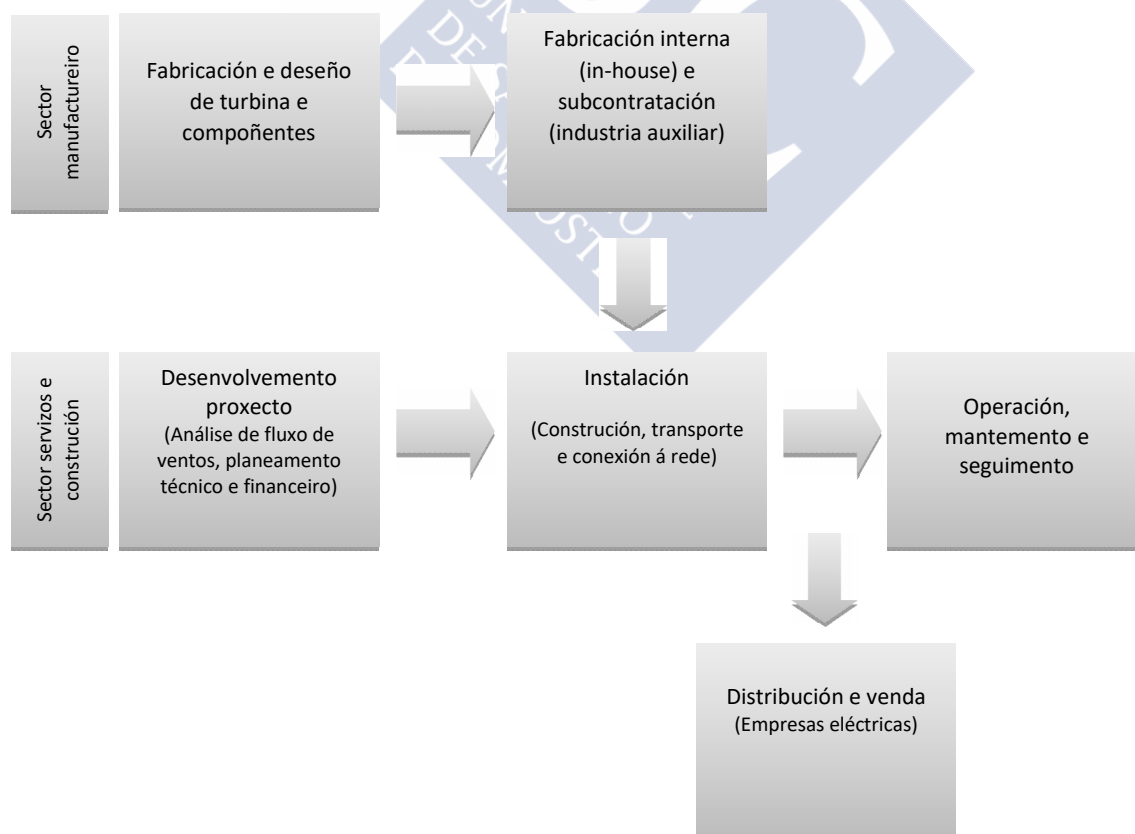 Sector
manufactureiro
Fabricación e deseño
de turbina e
compoñentes
Fabricación interna
(in-house) e
subcontratación
(industria auxiliar)
Sector servizos e
construción
Desenvolvemento
proxecto
(Análise de fluxo de
ventos, planeamento
técnico e financeiro)
Instalación
(Construción, transporte
e conexión á rede)
Operación,
mantemento e
seguimento
Distribución e venda
(Empresas eléctricas)